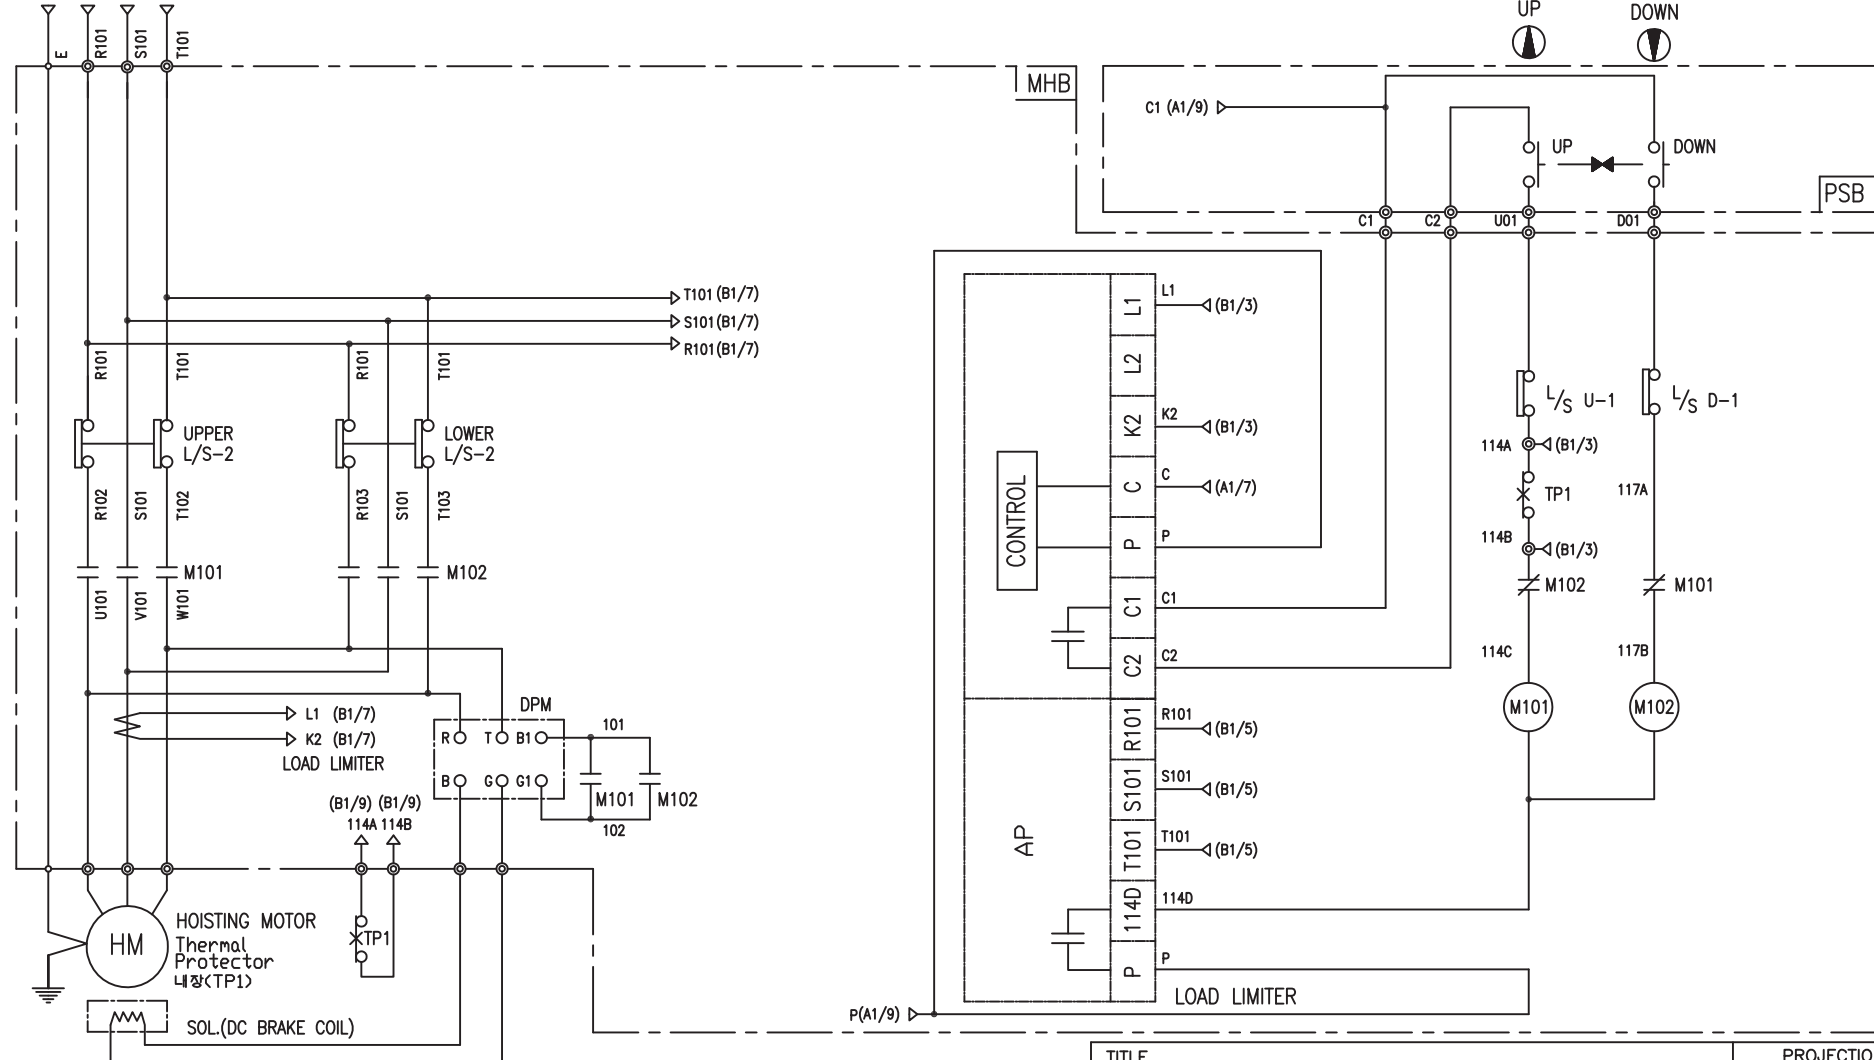 UP
DOWN
E
R101
S101
T101
MHB
C1 (A1/9)
UP
DOWN
PSB
C1
C2
U01
D01
T101 (B1/7)
S101 (B1/7)
R101 (B1/7)
L1
L1
(B1/3)
R101
T101
R101
T101
L2
L/S U-1
L/S D-1
K2
K2
(B1/3)
UPPER
L/S-2
LOWER
L/S-2
114A
(B1/3)
CONTROL
C
C
(A1/7)
TP1
117A
R102
S101
T102
R103
S101
T103
P
P
114B
(B1/3)
M101
M102
M102
M101
U101
V101
W101
C1
C1
C2
C2
114C
117B
L1 (B1/7)
K2 (B1/7)
LOAD LIMITER
DPM
R
T
B1
101
B
G
G1
M101
M102
102
R101
R101
(B1/5)
M101
M102
S101
S101
(B1/5)
(B1/9) (B1/9)
114A 114B
AP
T101
T101
(B1/5)
114D
114D
HM
HOISTING MOTOR
Thermal
Protector
내장(TP1)
TP1
P
P
LOAD LIMITER
P(A1/9)
SOL.(DC BRAKE COIL)
TITLE
PROJECTIO